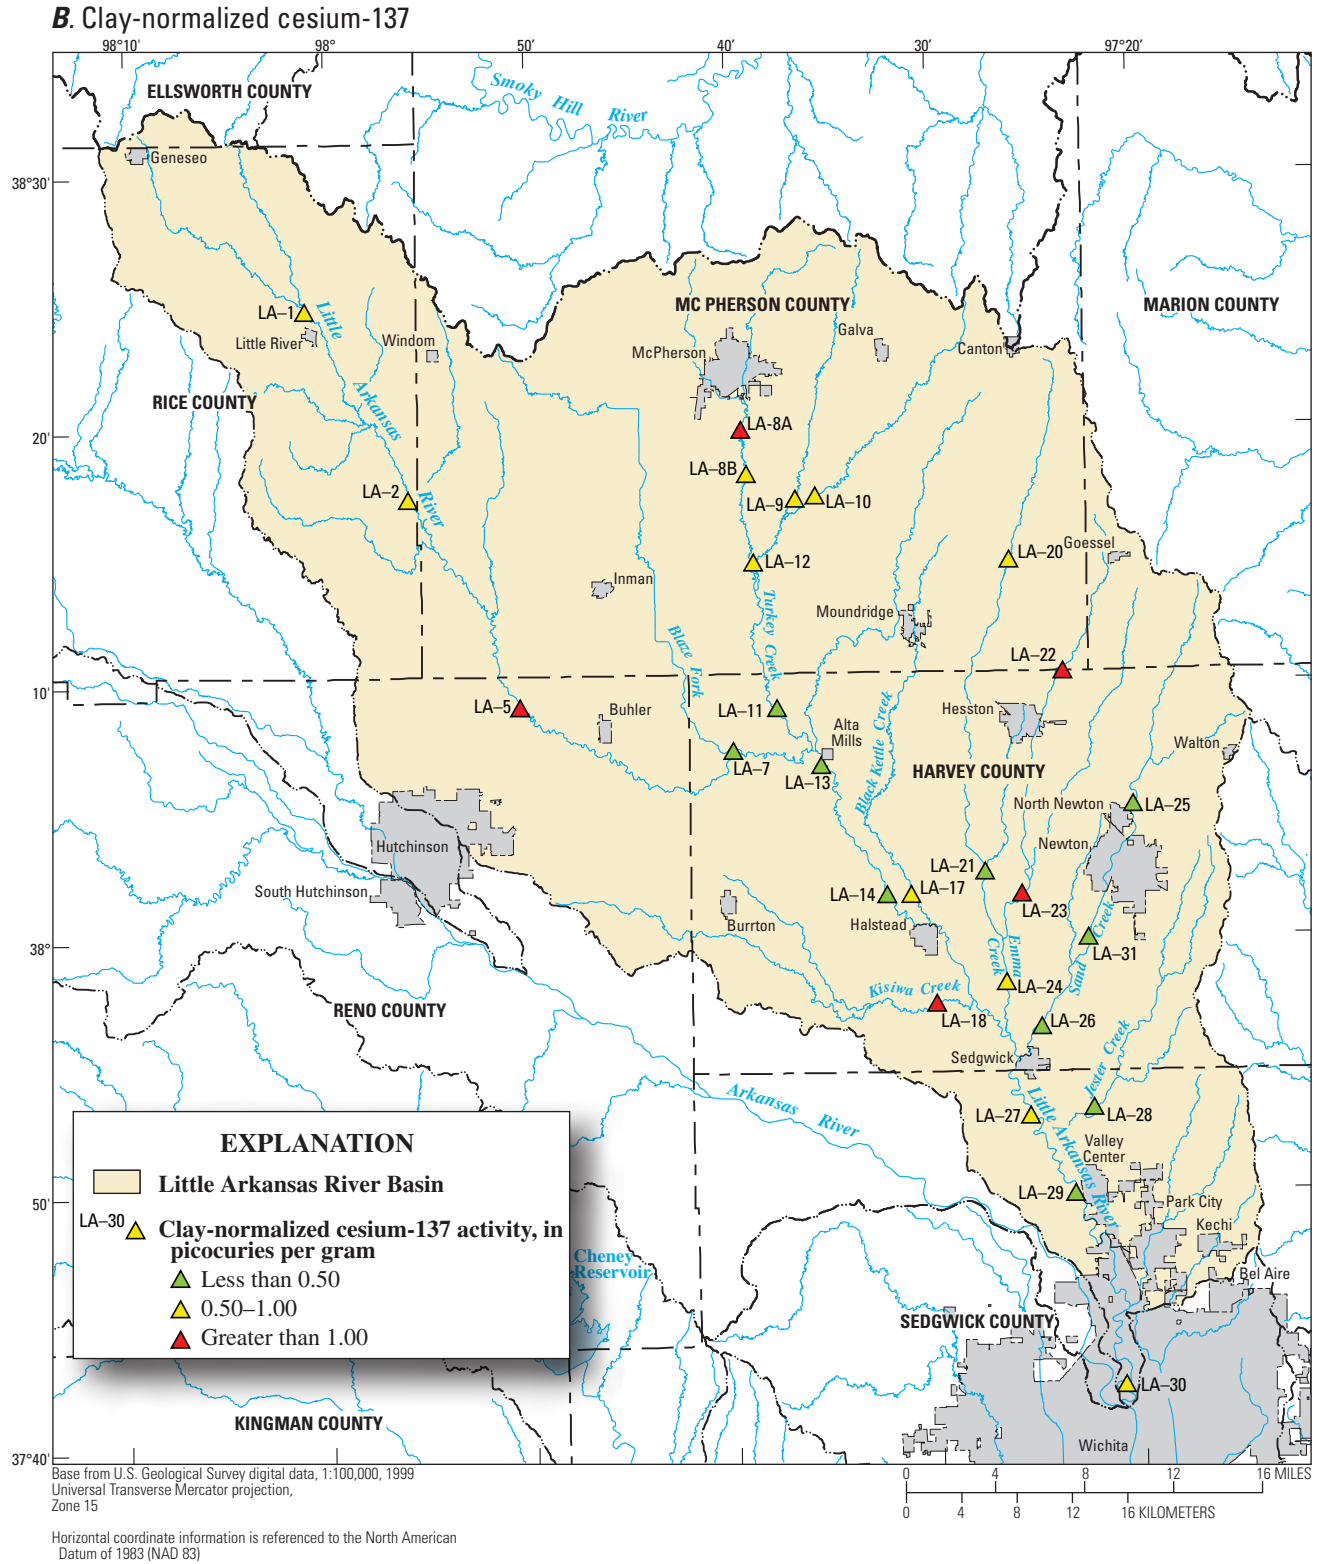 B. Clay-normalized cesium-137
98°10'
98°
50'
40'
30'
97°20'
ELLSWORTH COUNTY
Smoky Hill River
Geneseo
38°30'
MC PHERSON COUNTY
MARION COUNTY
LA–1
Little
Little River
Windom
McPherson
Galva
Canton
RICE COUNTY
Arkansas
20'
LA-8A
LA–8B
LA–2
River
LA–9
LA–10
LA–20
Goessel
LA–12
Inman
Turkey Creek
Moundridge
Blaze Fork
LA–22
10'
LA–5
Buhler
LA–11
Black Kettle Creek
Hesston
Alta
Mills
Walton
LA–7
LA–13
HARVEY COUNTY
North Newton
LA–25
Hutchinson
Newton
LA–21
South Hutchinson
LA–14
LA–17
LA–23
Burrton
Halstead
Sand Creek
38°
Emma
Creek
LA–31
Kisiwa Creek
LA–24
RENO COUNTY
LA–18
LA–26
Sedgwick
Jester Creek
Arkansas River
Little Arkansas River
LA–27
LA–28
EXPLANATION
Valley
Center
Little Arkansas River Basin
LA–29
50'
Park City
LA–30
Clay-normalized cesium-137 activity, in
picocuries per gram
Kechi
Cheney
Reservoir
Less than 0.50
Bel Aire
0.50–1.00
SEDGWICK COUNTY
Greater than 1.00
LA–30
KINGMAN COUNTY
Wichita
37°40'
Base from U.S. Geological Survey digital data, 1:100,000, 1999
Universal Transverse Mercator projection,
Zone 15
0 4 8 12 16 MILES
0 4 8 12 16 KILOMETERS
Horizontal coordinate information is referenced to the North American
Datum of 1983 (NAD 83)